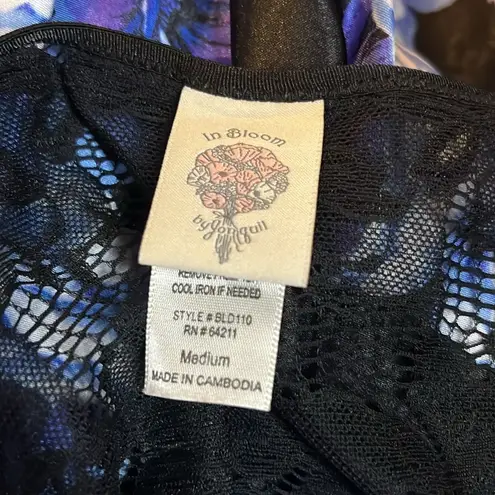 In Bloom
by Jonquil
COOL IRON IF NEEDED
STYLE # BLD110
RN # 64211
Medium
MADE IN CAMBODIA